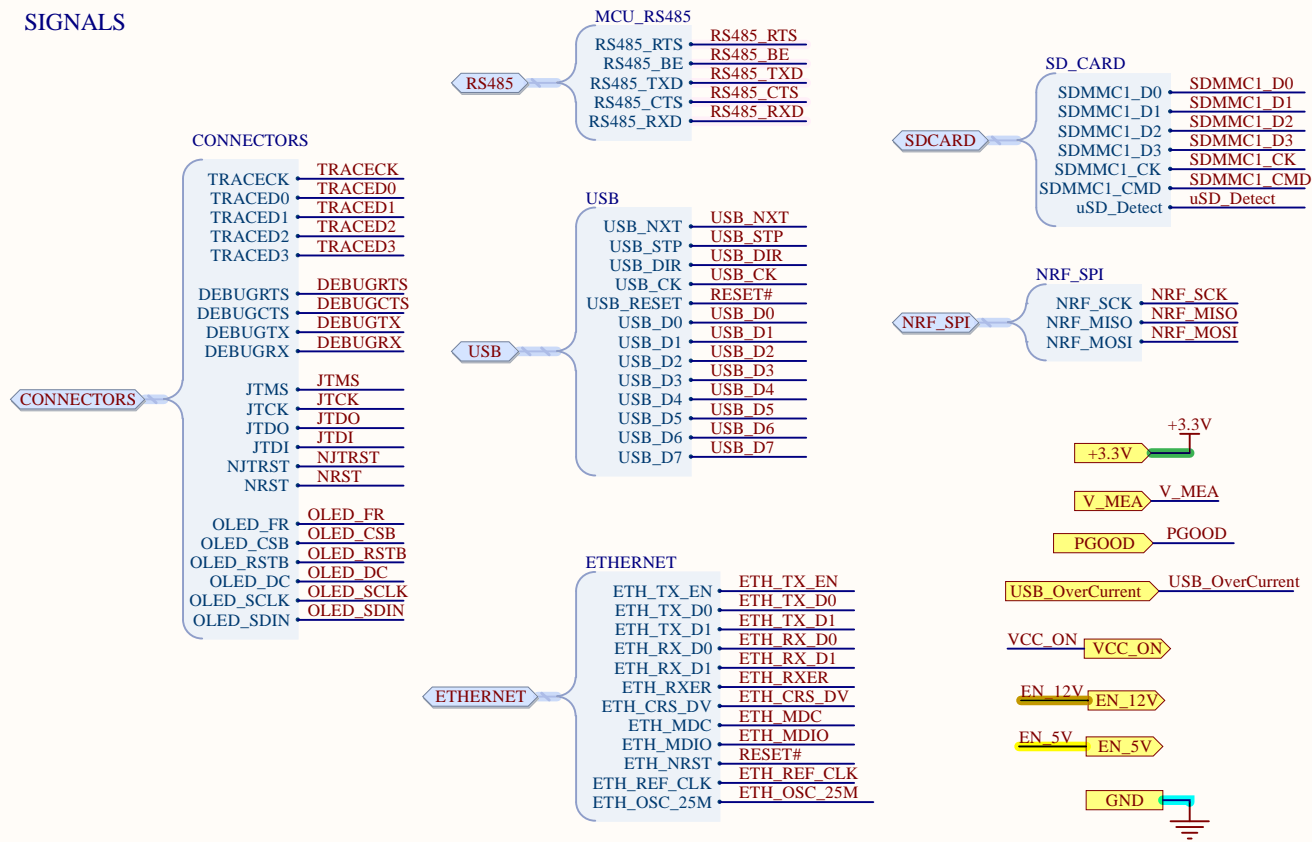 SIGNALS
MCU_RS485
RS485
RS485_RTS RS485_RTS
RS485_BE RS485_BE
RS485_TXD RS485_TXD
RS485_CTS RS485_CTS
RS485_RXD RS485_RXD
SD_CARD
SDCARD
SDMMC1_D0 SDMMC1_D0
SDMMC1_D1 SDMMC1_D1
SDMMC1_D2 SDMMC1_D2
SDMMC1_D3 SDMMC1_D3
SDMMC1_CK SDMMC1_CK
SDMMC1_CMD SDMMC1_CMD
uSD_Detect uSD_Detect
CONNECTORS
CONNECTORS
TRACECK TRACECK
TRACED0 TRACED0
TRACED1 TRACED1
TRACED2 TRACED2
TRACED3 TRACED3
DEBUGRTS DEBUGRTS
DEBUGCTS DEBUGCTS
DEBUGTX DEBUGTX
DEBUGRX DEBUGRX
JTMS JTMS
JTCK JTCK
JTDO JTDO
JTDI JTDI
NJTRST NJTRST
NRST NRST
OLED_FR OLED_FR
OLED_CSB OLED_CSB
OLED_RSTB OLED_RSTB
OLED_DC OLED_DC
OLED_SCLK OLED_SCLK
OLED_SDIN OLED_SDIN
USB
USB
USB_NXT USB_NXT
USB_STP USB_STP
USB_DIR USB_DIR
USB_CK USB_CK
USB_RESET RESET#
USB_D0 USB_D0
USB_D1 USB_D1
USB_D2 USB_D2
USB_D3 USB_D3
USB_D4 USB_D4
USB_D5 USB_D5
USB_D6 USB_D6
USB_D7 USB_D7
NRF_SPI
NRF_SPI
NRF_SCK NRF_SCK
NRF_MISO NRF_MISO
NRF_MOSI NRF_MOSI
ETHERNET
ETHERNET
ETH_TX_EN ETH_TX_EN
ETH_TX_D0 ETH_TX_D0
ETH_TX_D1 ETH_TX_D1
ETH_RX_D0 ETH_RX_D0
ETH_RX_D1 ETH_RX_D1
ETH_RXER ETH_RXER
ETH_CRS_DV ETH_CRS_DV
ETH_MDC ETH_MDC
ETH_MDIO ETH_MDIO
ETH_NRST RESET#
ETH_REF_CLK ETH_REF_CLK
ETH_OSC_25M ETH_OSC_25M
+3.3V
+3.3V
V_MEA V_MEA
PGOOD PGOOD
USB_OverCurrent USB_OverCurrent
VCC_ON VCC_ON
EN_12V EN_12V
EN_5V EN_5V
GND